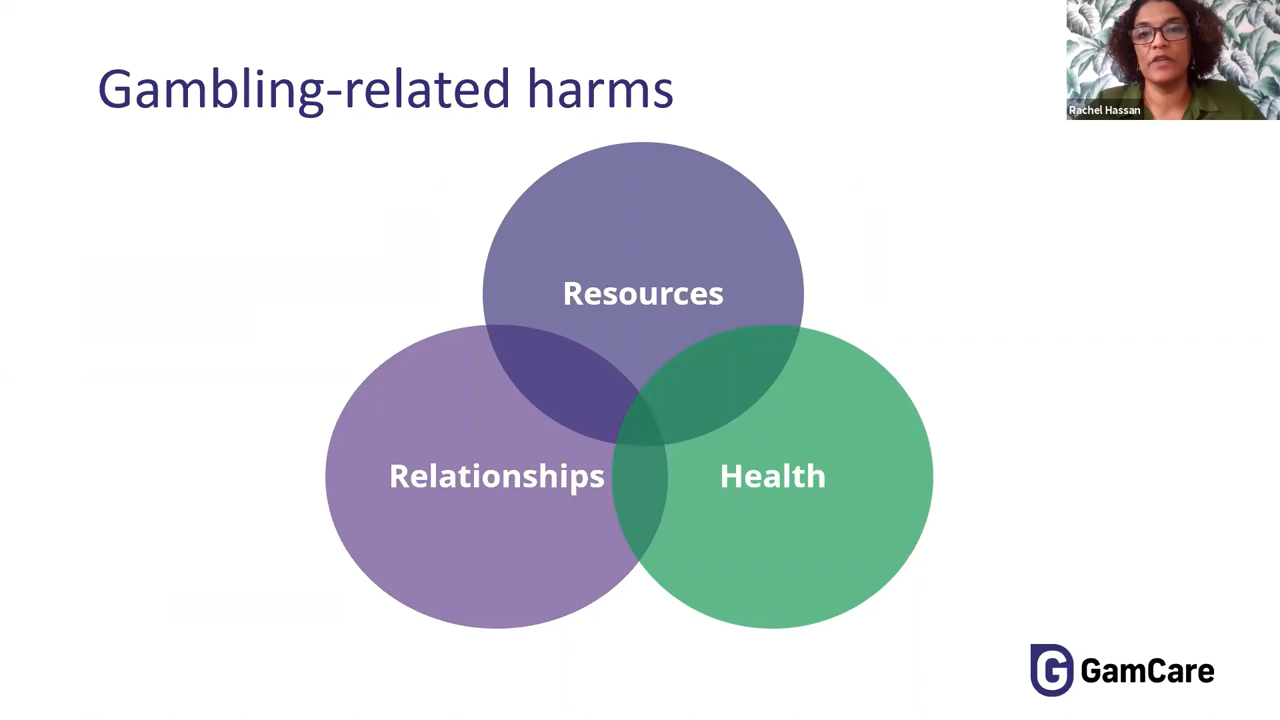 Gambling-related harms
Rachel Hassan
Resources
Relationships
Health
GamCare